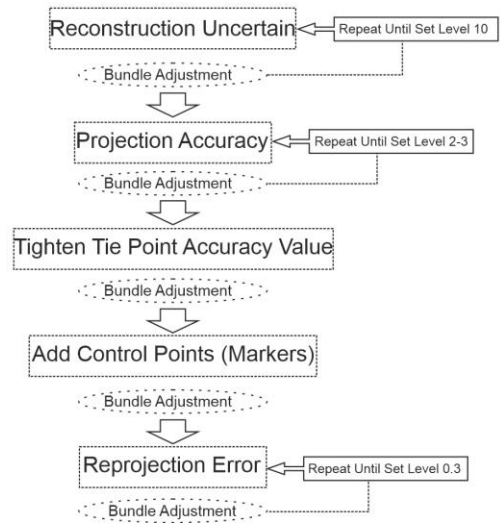 Reconstruction Uncertain
Repeat Until Set Level 10
Bundle Adjustment
Projection Accuracy
Repeat Until Set Level 2-3
Bundle Adjustment
Tighten Tie Point Accuracy Value
Bundle Adjustment
Add Control Points (Markers)
Bundle Adjustment
Reprojection Error
Repeat Until Set Level 0.3
Bundle Adjustment